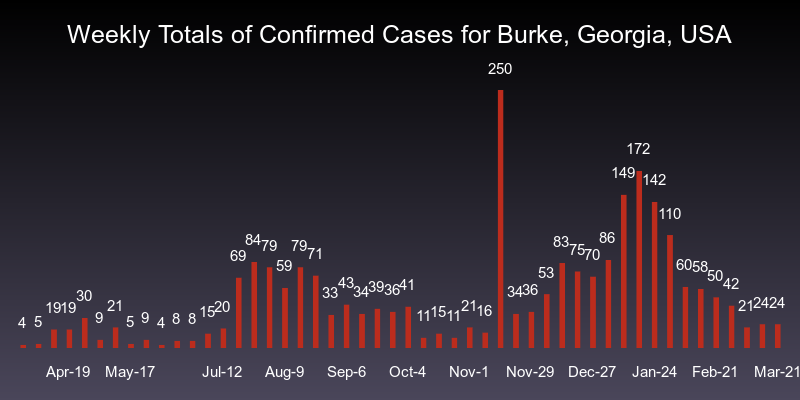 Weekly Totals of Confirmed Cases for Burke, Georgia, USA
250
172
149 142
110
84 79 79 83 86
69 71 75 70
59 60 58
53 50
43 39 41 42
30 33 34 36 34 36
19 19 21 15 20 15 21 16 21 24 24
4 5 9 5 9 4 8 8 11 11
Apr-19 May-17 Jul-12 Aug-9 Sep-6 Oct-4 Nov-1 Nov-29 Dec-27 Jan-24 Feb-21 Mar-21